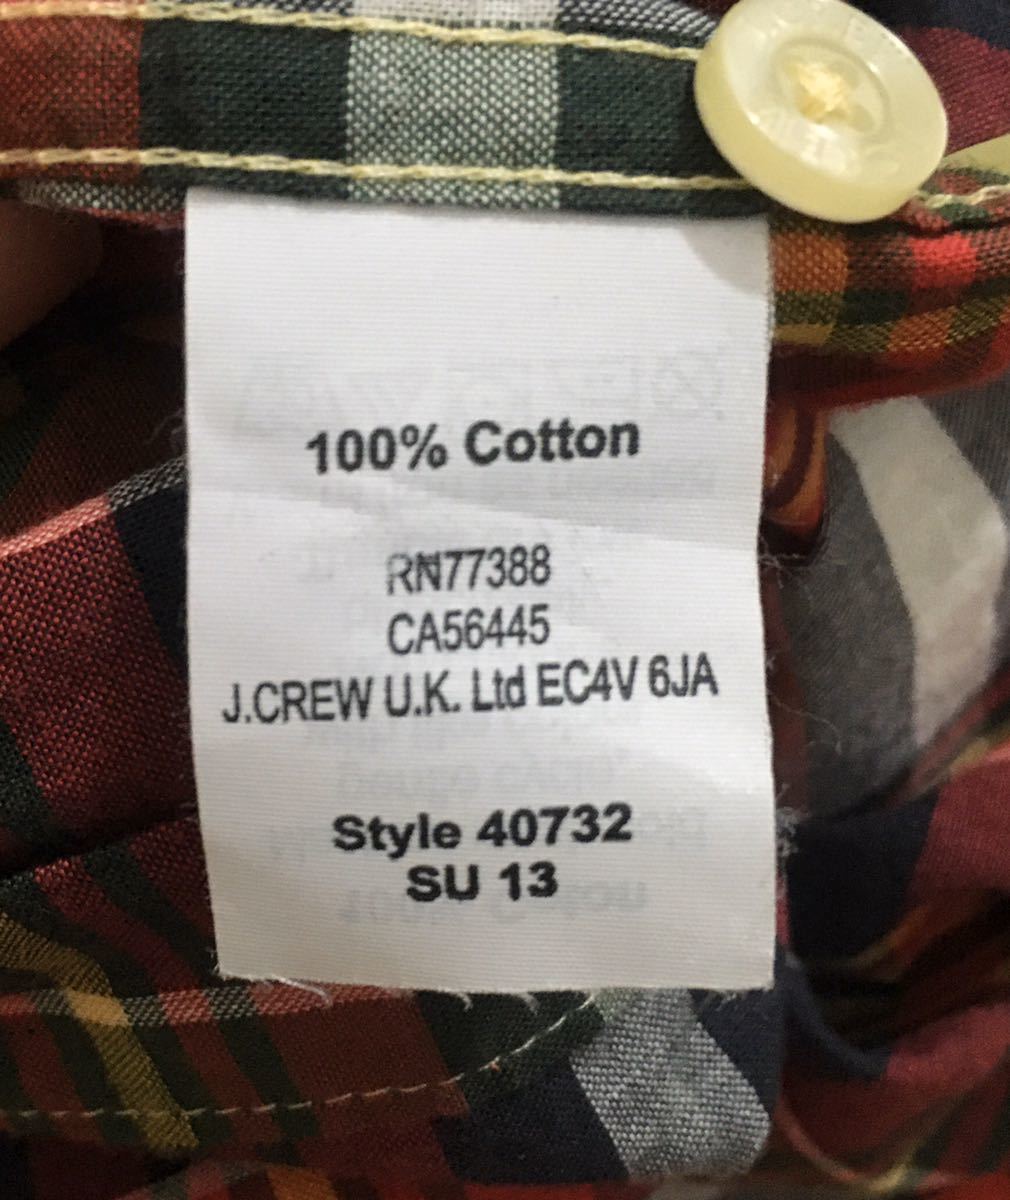 100% Cotton
RN77388
CA56445
J.CREW U.K. Ltd EC4V 6JA
Style 40732
SU 13